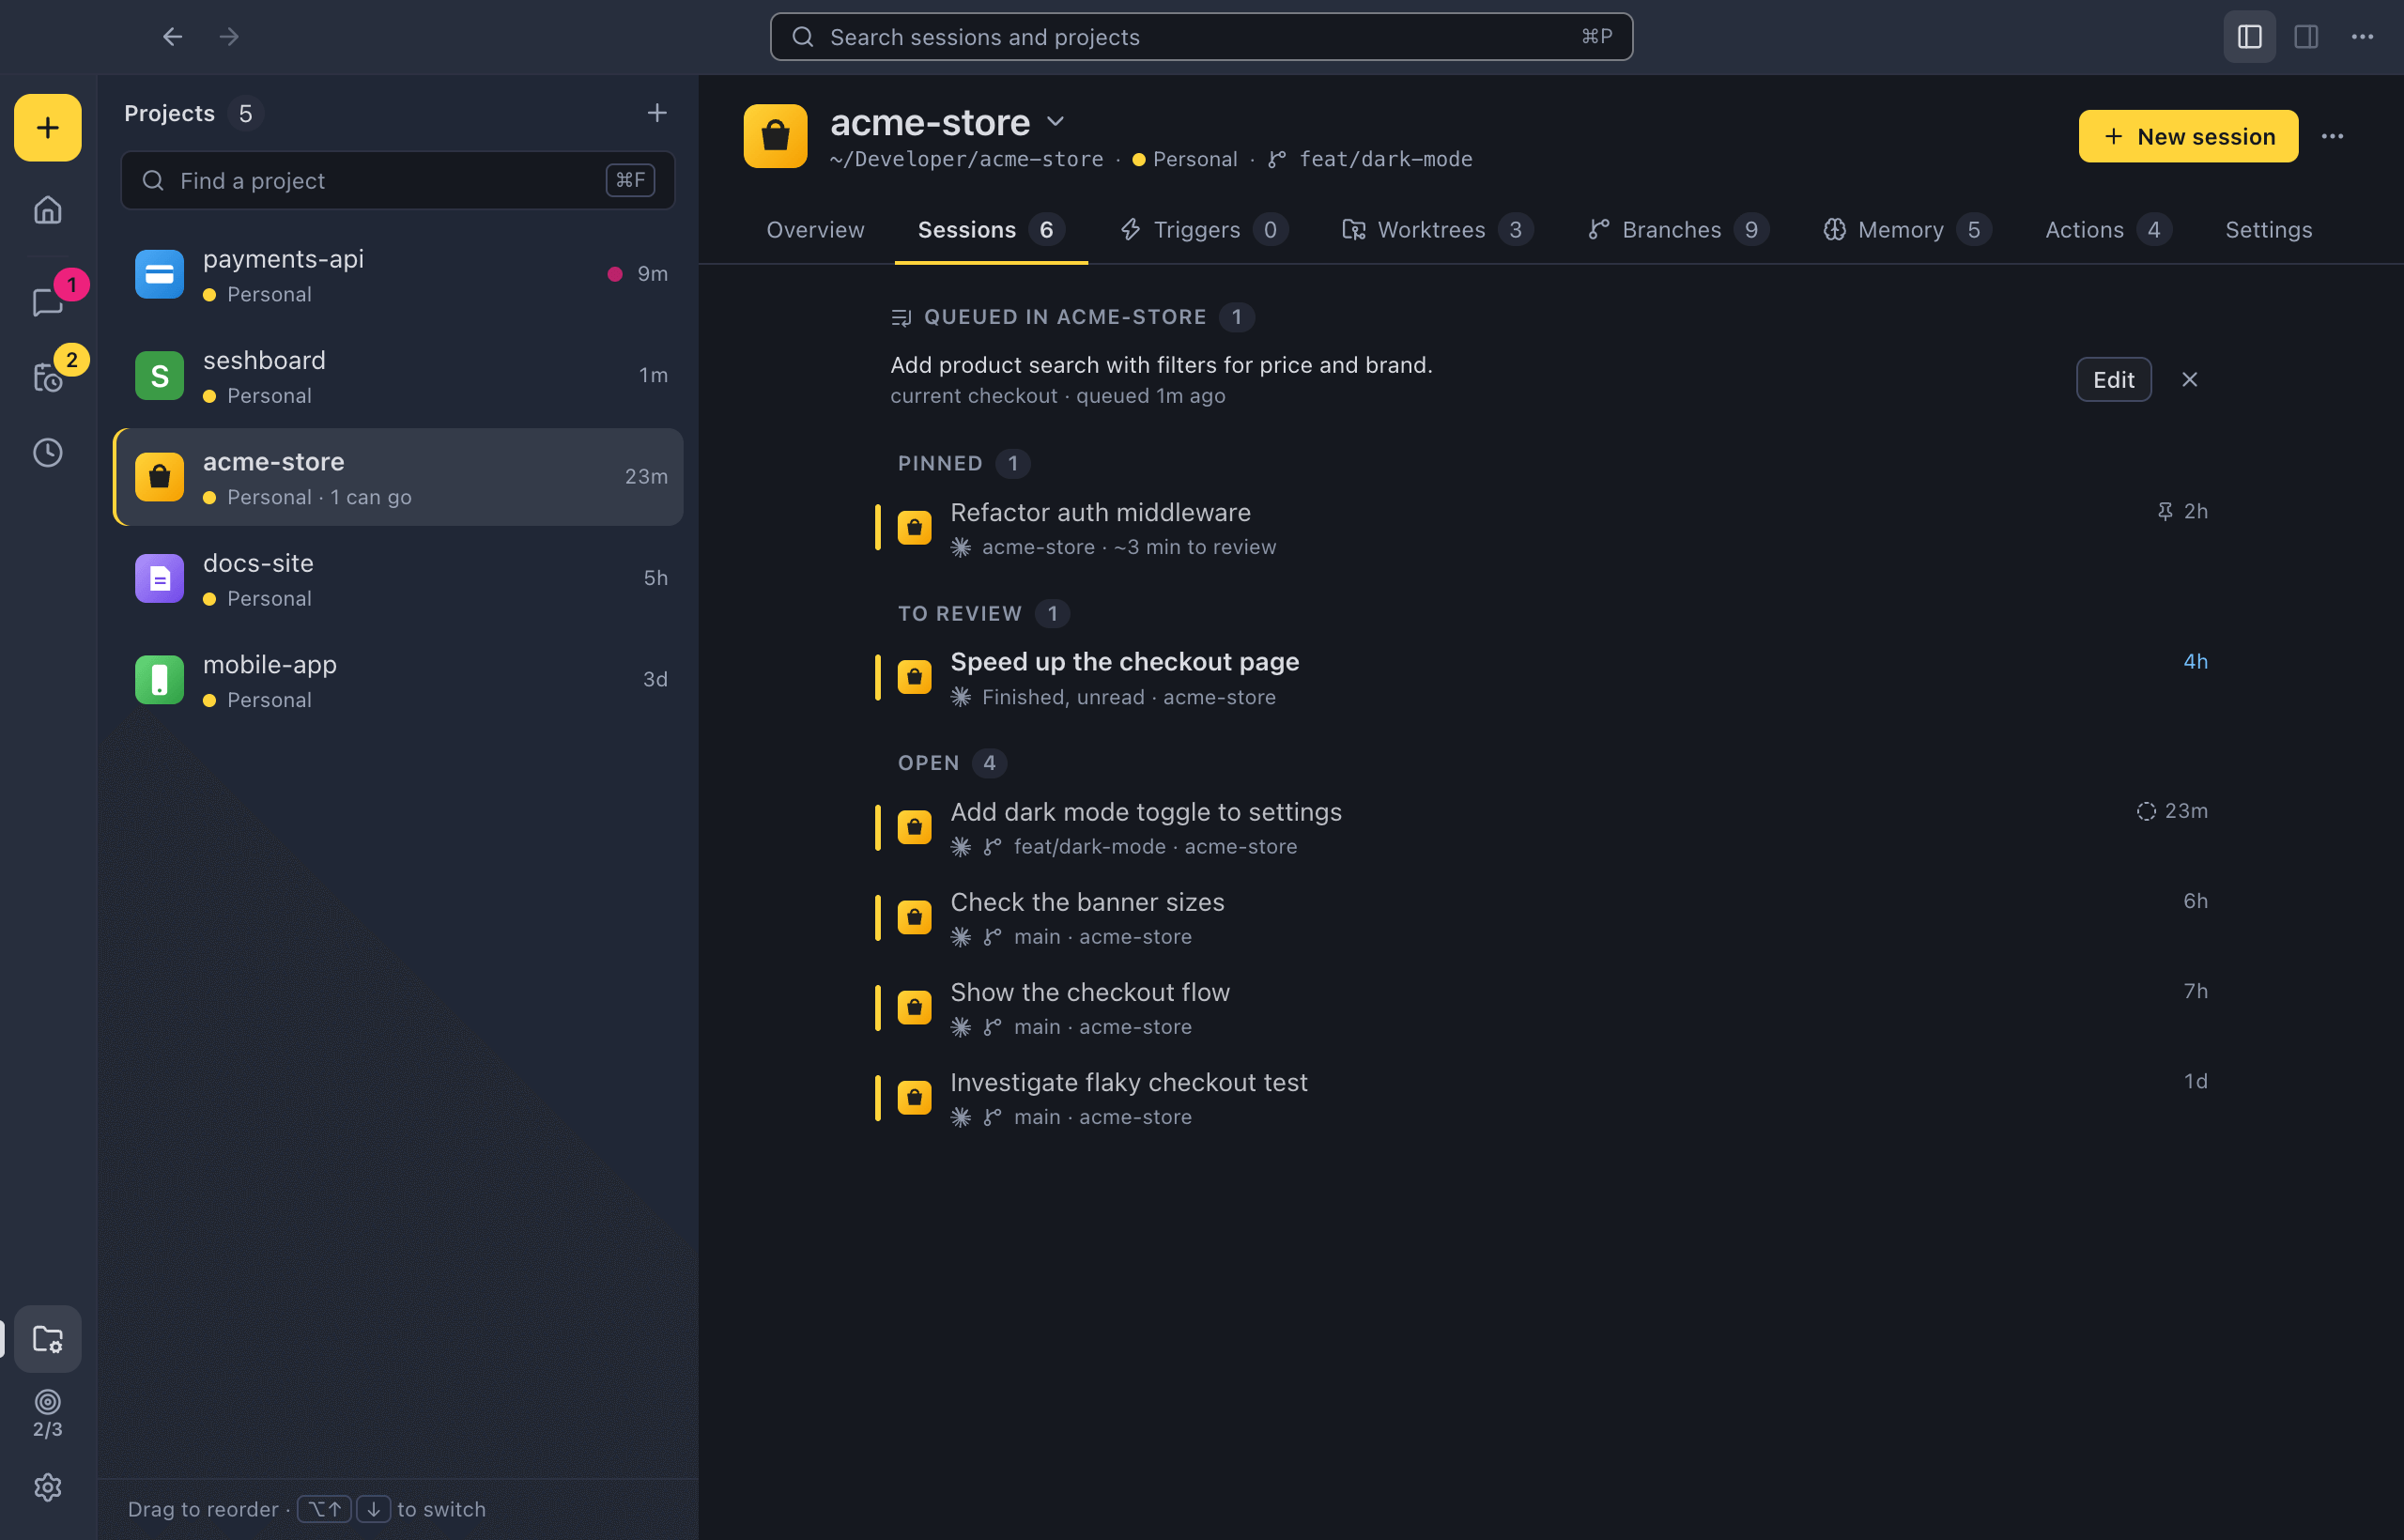 Search sessions and projects ⌘P
1
2
2/3
Projects 5
Find a project ⌘F
payments-api
Personal
9m
S
seshboard
Personal
1m
acme-store
Personal · 1 can go
23m
docs-site
Personal
5h
mobile-app
Personal
3d
Drag to reorder · ⌥↑ ↓ to switch
acme-store
~/Developer/acme-store · Personal · feat/dark-mode
New session
Overview Sessions 6 Triggers 0 Worktrees 3 Branches 9 Memory 5 Actions 4 Settings
QUEUED IN ACME-STORE 1
Add product search with filters for price and brand.
current checkout · queued 1m ago
Edit
PINNED 1
Refactor auth middleware
2h
acme-store · ~3 min to review
TO REVIEW 1
Speed up the checkout page
4h
Finished, unread · acme-store
OPEN 4
Add dark mode toggle to settings
23m
feat/dark-mode · acme-store
Check the banner sizes
6h
main · acme-store
Show the checkout flow
7h
main · acme-store
Investigate flaky checkout test
1d
main · acme-store